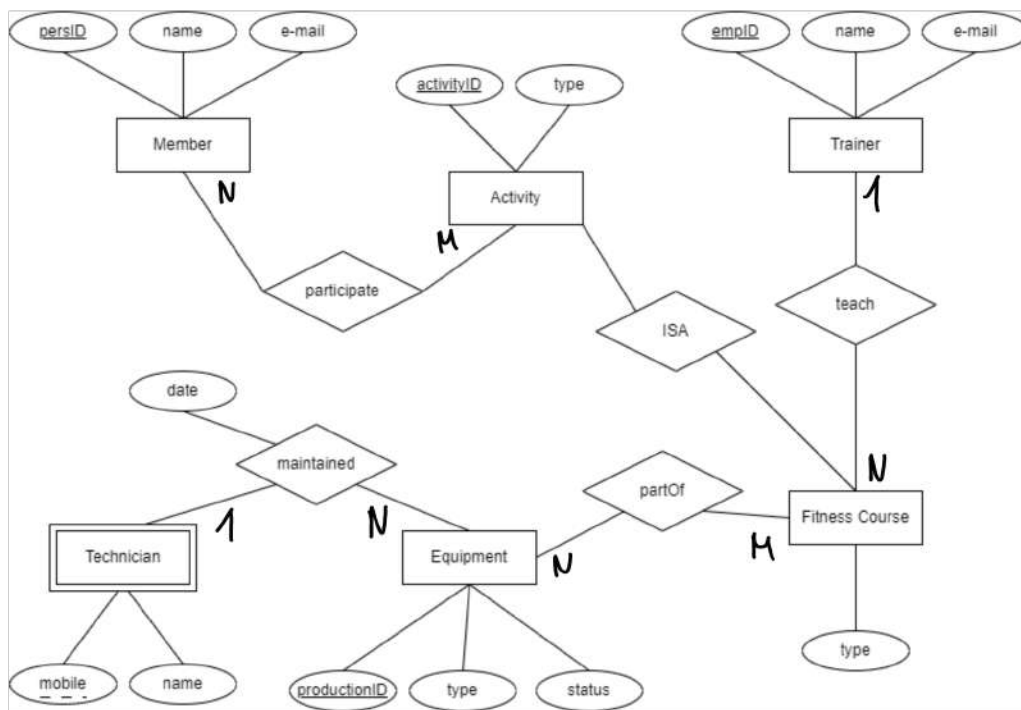 persID
name
e-mail
empID
name
e-mail
activityID
type
Member
Trainer
Activity
N
1
M
participate
teach
ISA
date
maintained
partOf
N
1
N
Fitness Course
Technician
Equipment
N
M
type
mobile
name
productionID
type
status